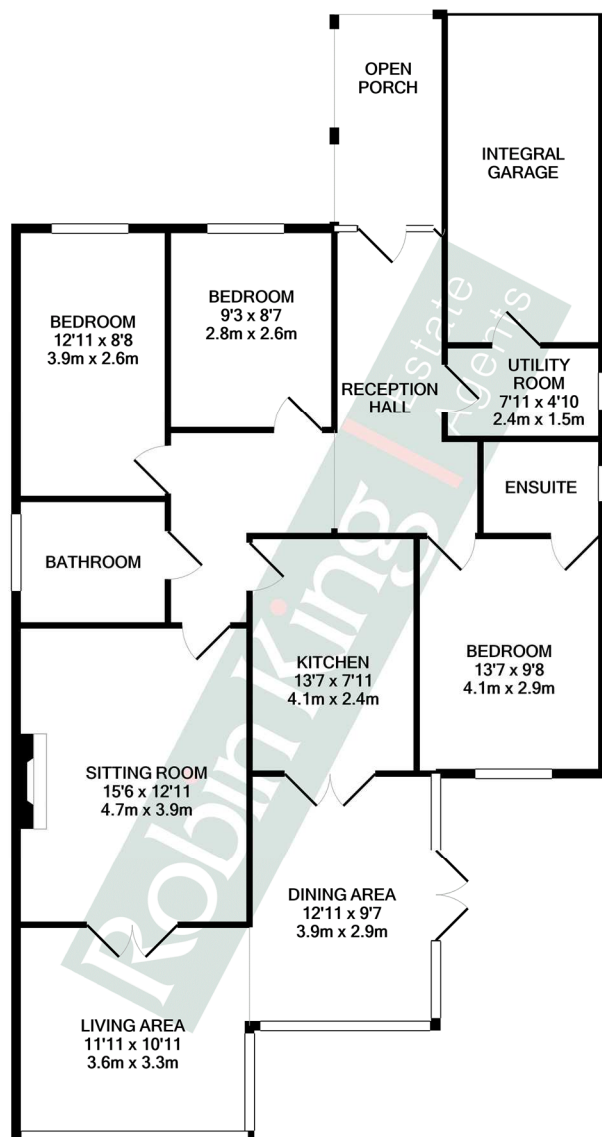 OPEN
PORCH
INTEGRAL
GARAGE
BEDROOM
12'11 x 8'8
3.9m x 2.6m
BEDROOM
9'3 x 8'7
2.8m x 2.6m
RECEPTION
HALL
UTILITY
ROOM
7'11 x 4'10
2.4m x 1.5m
ENSUITE
BATHROOM
KITCHEN
13'7 x 7'11
4.1m x 2.4m
BEDROOM
13'7 x 9'8
4.1m x 2.9m
SITTING ROOM
15'6 x 12'11
4.7m x 3.9m
DINING AREA
12'11 x 9'7
3.9m x 2.9m
LIVING AREA
11'11 x 10'11
3.6m x 3.3m
Robin King
Estate
Agents